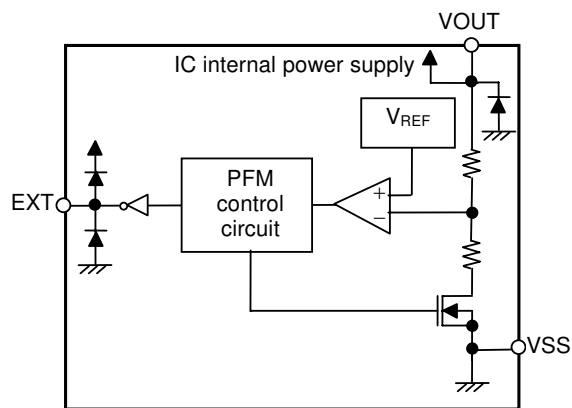 VOUT
IC internal power supply
VREF
EXT
PFM
control
circuit
+
−
VSS